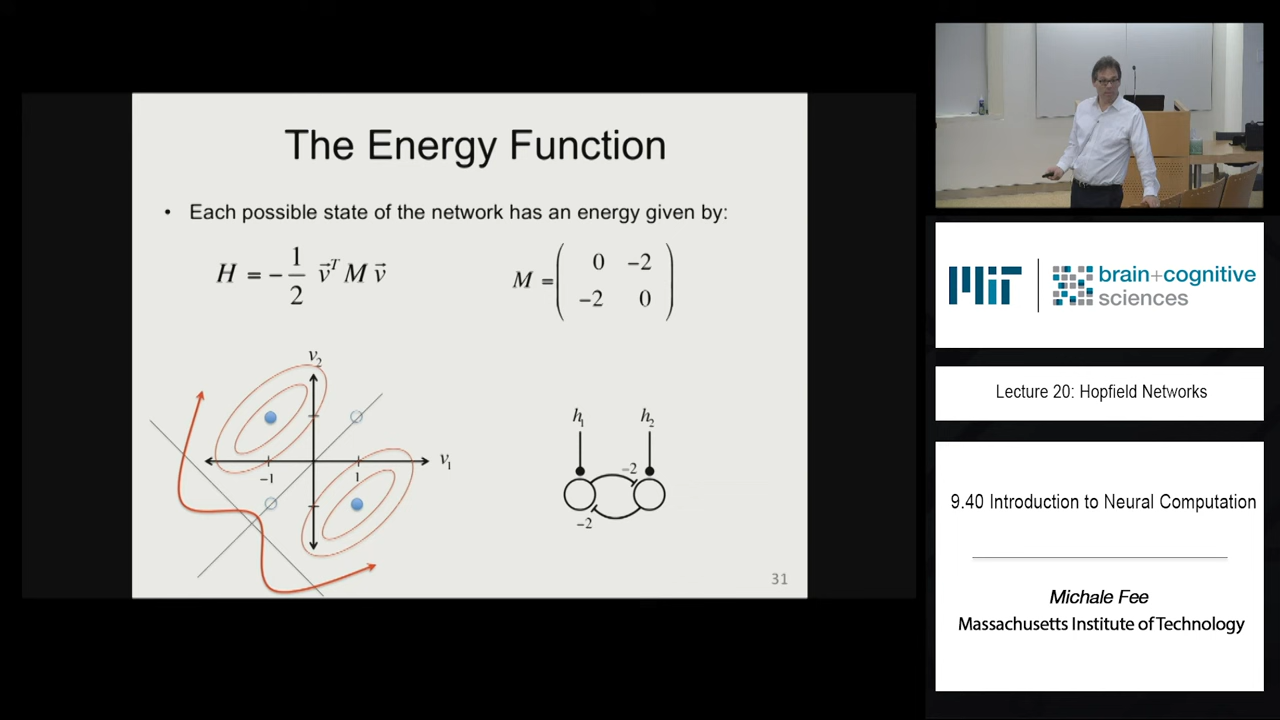 The Energy Function
• Each possible state of the network has an energy given by:
H = -1/2 v⃗ᵀ M v⃗
M = ( 0 −2
−2 0 )
v₂
v₁
−1
1
h₁ h₂
−2
−2
31
MIT
brain+cognitive
sciences
Lecture 20: Hopfield Networks
9.40 Introduction to Neural Computation
Michale Fee
Massachusetts Institute of Technology